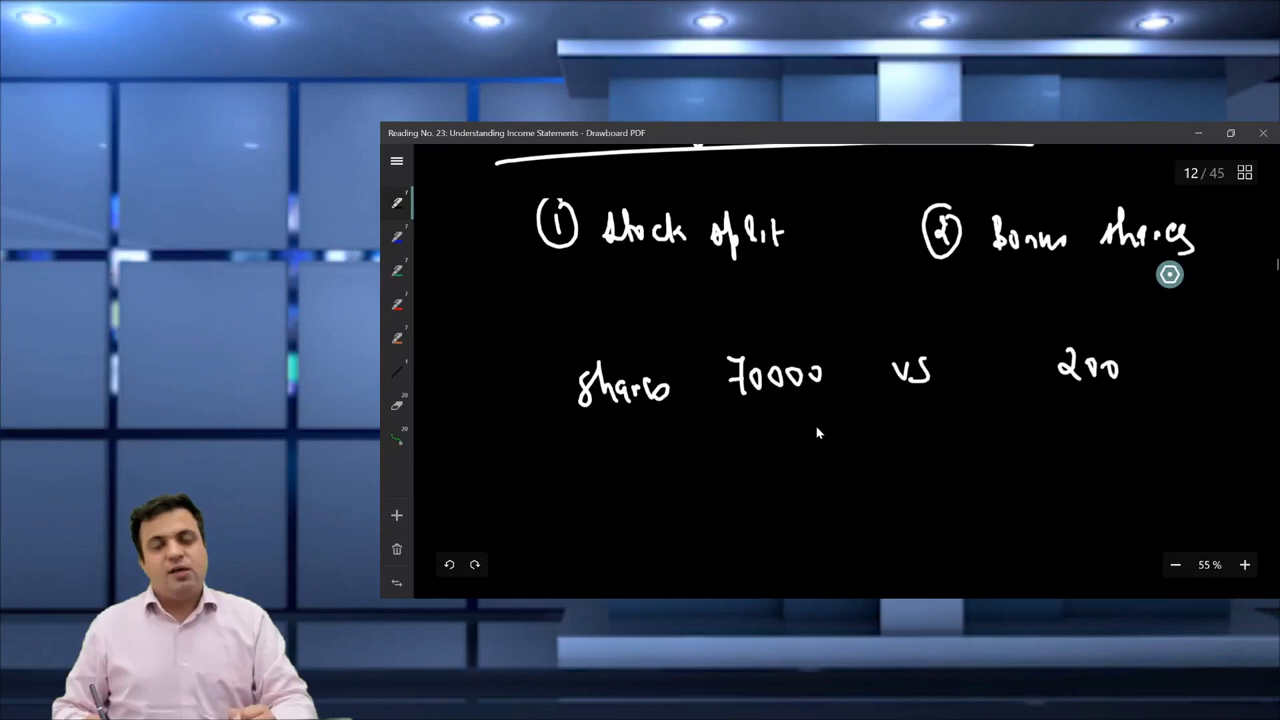 Reading No. 23: Understanding Income Statements - Drawboard PDF
12 / 45
① Stock split ② Bonus shares
shares 70000 vs 200
55 %